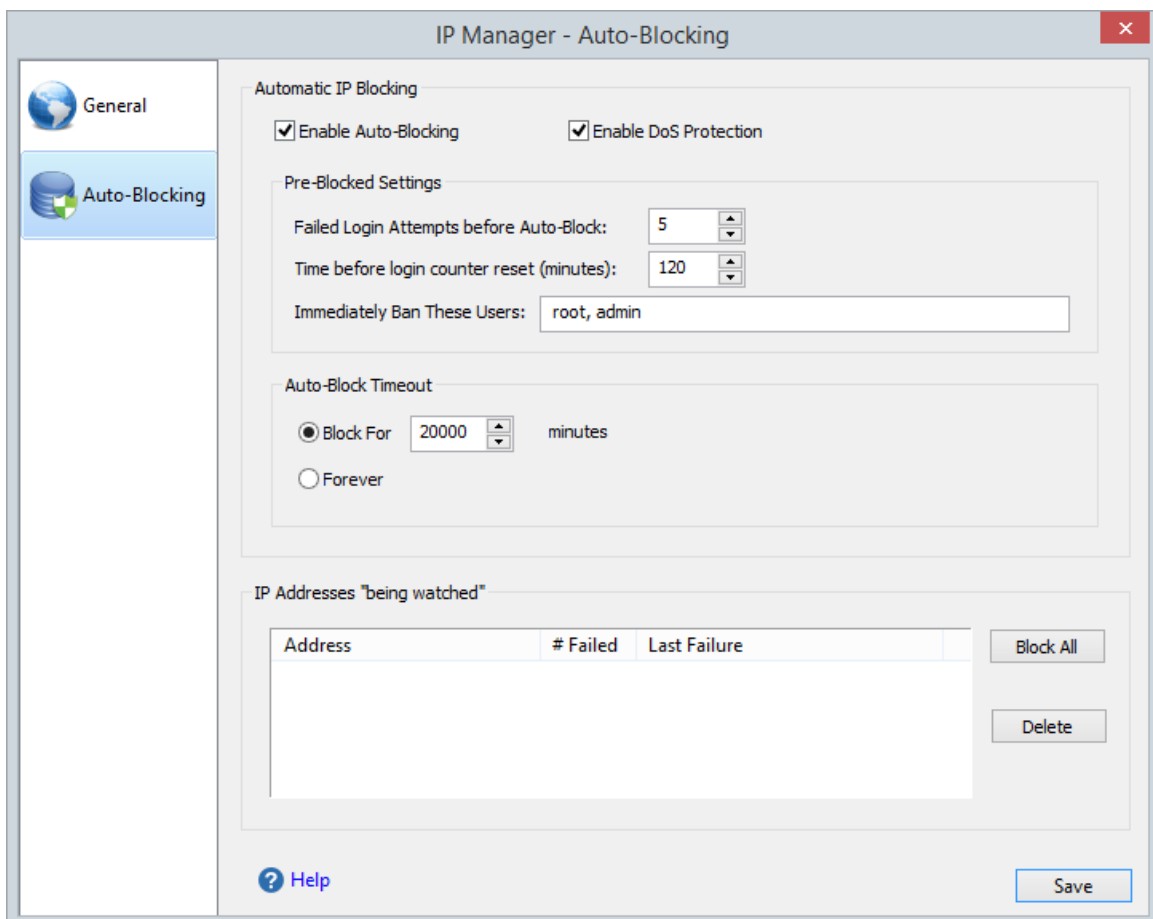 IP Manager - Auto-Blocking
General
Auto-Blocking
Automatic IP Blocking
Enable Auto-Blocking Enable DoS Protection
Pre-Blocked Settings
Failed Login Attempts before Auto-Block: 5
Time before login counter reset (minutes): 120
Immediately Ban These Users: root, admin
Auto-Block Timeout
Block For 20000 minutes
Forever
IP Addresses "being watched"
Address # Failed Last Failure
Block All
Delete
Help
Save